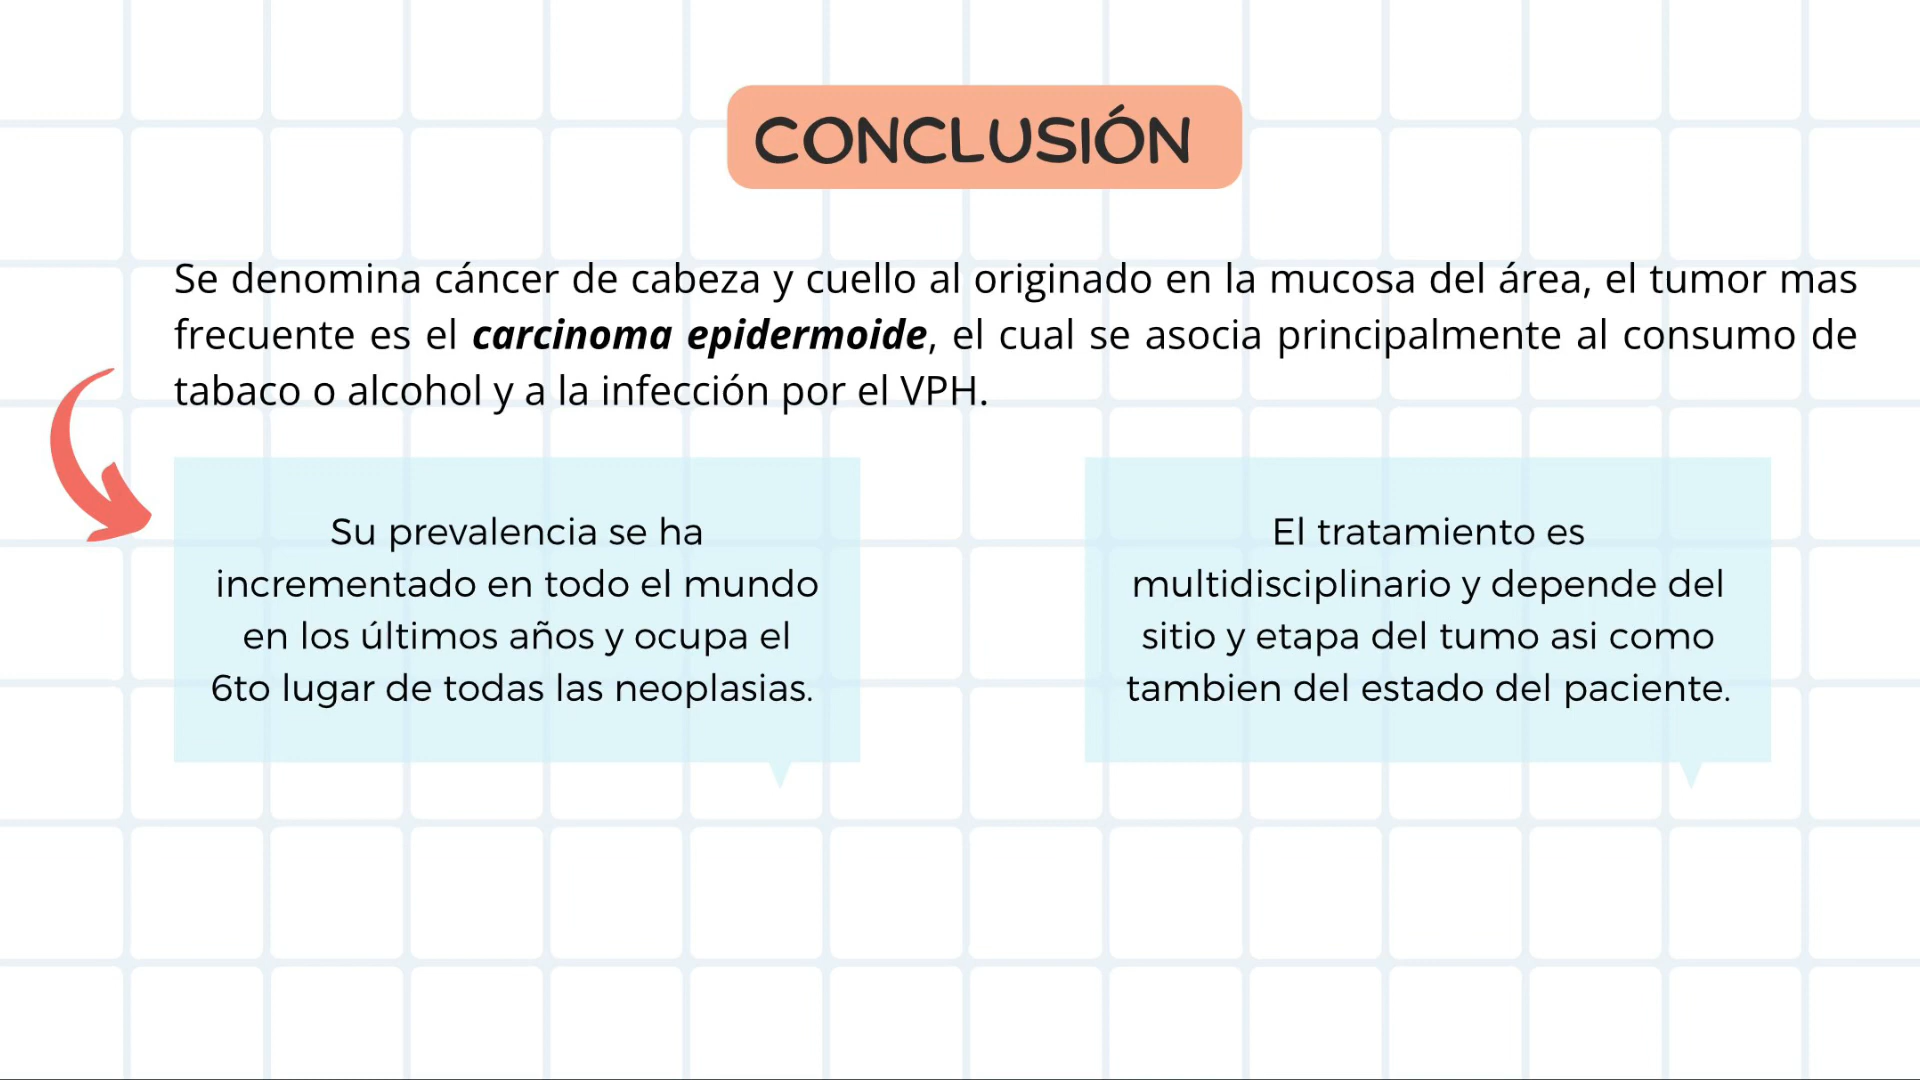 CONCLUSIÓN
Se denomina cáncer de cabeza y cuello al originado en la mucosa del área, el tumor mas
frecuente es el carcinoma epidermoide, el cual se asocia principalmente al consumo de
tabaco o alcohol y a la infección por el VPH.
Su prevalencia se ha
incrementado en todo el mundo
en los últimos años y ocupa el
6to lugar de todas las neoplasias.
El tratamiento es
multidisciplinario y depende del
sitio y etapa del tumo asi como
tambien del estado del paciente.